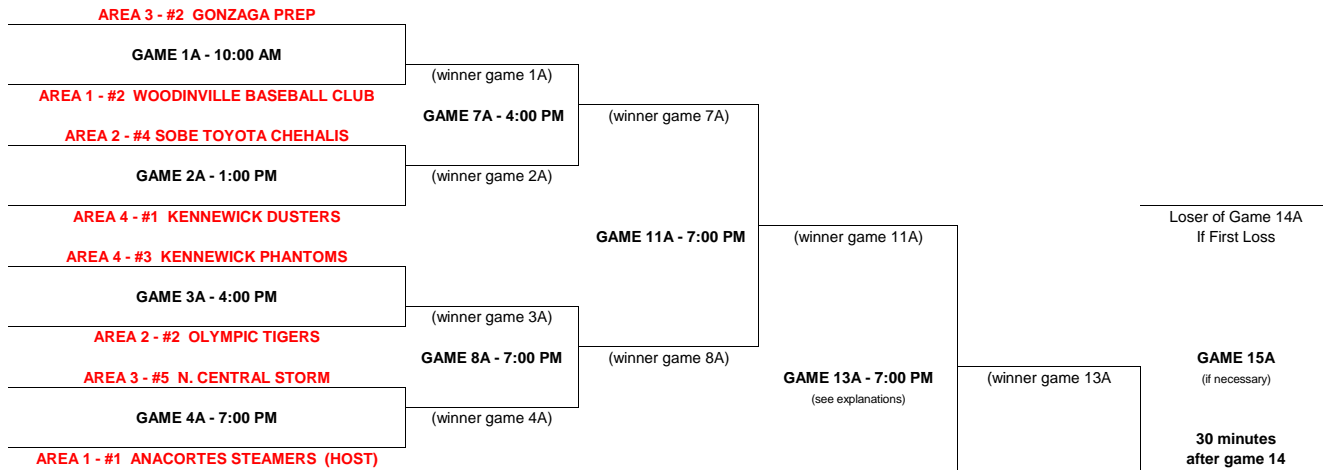 AREA 3 - #2  GONZAGA PREP
GAME 1A - 10:00 AM
(winner game 1A)
AREA 1 - #2  WOODINVILLE BASEBALL CLUB
GAME 7A - 4:00 PM
(winner game 7A)
AREA 2 - #4 SOBE TOYOTA CHEHALIS
GAME 2A - 1:00 PM
(winner game 2A)
AREA 4 - #1  KENNEWICK DUSTERS
GAME 11A - 7:00 PM
(winner game 11A)
Loser of Game 14A
If First Loss
AREA 4 - #3  KENNEWICK PHANTOMS
GAME 3A - 4:00 PM
(winner game 3A)
AREA 2 - #2  OLYMPIC TIGERS
GAME 8A - 7:00 PM
(winner game 8A)
GAME 15A
(if necessary)
AREA 3 - #5  N. CENTRAL STORM
GAME 13A - 7:00 PM
(see explanations)
(winner game 13A
GAME 4A - 7:00 PM
(winner game 4A)
30 minutes
after game 14
AREA 1 - #1  ANACORTES STEAMERS  (HOST)